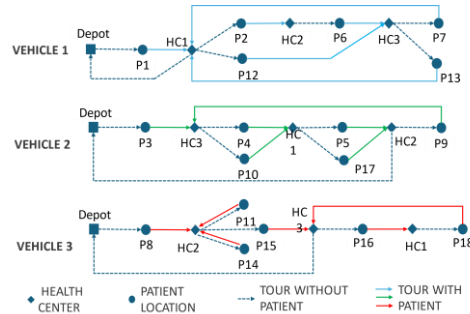 Depot
HC1
P2
HC2
P6
HC3
P7
VEHICLE 1
P1
P12
P13
Depot
VEHICLE 2
P3
HC3
P4
HC
1
P5
HC2
P9
P10
P17
Depot
P11
HC
3
VEHICLE 3
P8
HC2
P15
P16
HC1
P18
P14
HEALTH
CENTER
PATIENT
LOCATION
TOUR WITHOUT
PATIENT
TOUR WITH
PATIENT